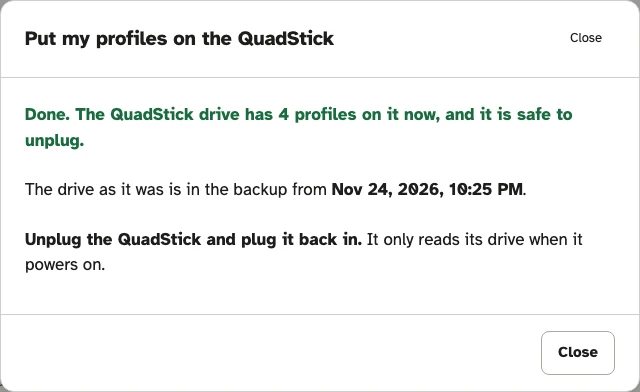 Put my profiles on the QuadStick
Close
Done. The QuadStick drive has 4 profiles on it now, and it is safe to
unplug.
The drive as it was is in the backup from Nov 24, 2026, 10:25 PM.
Unplug the QuadStick and plug it back in. It only reads its drive when it
powers on.
Close